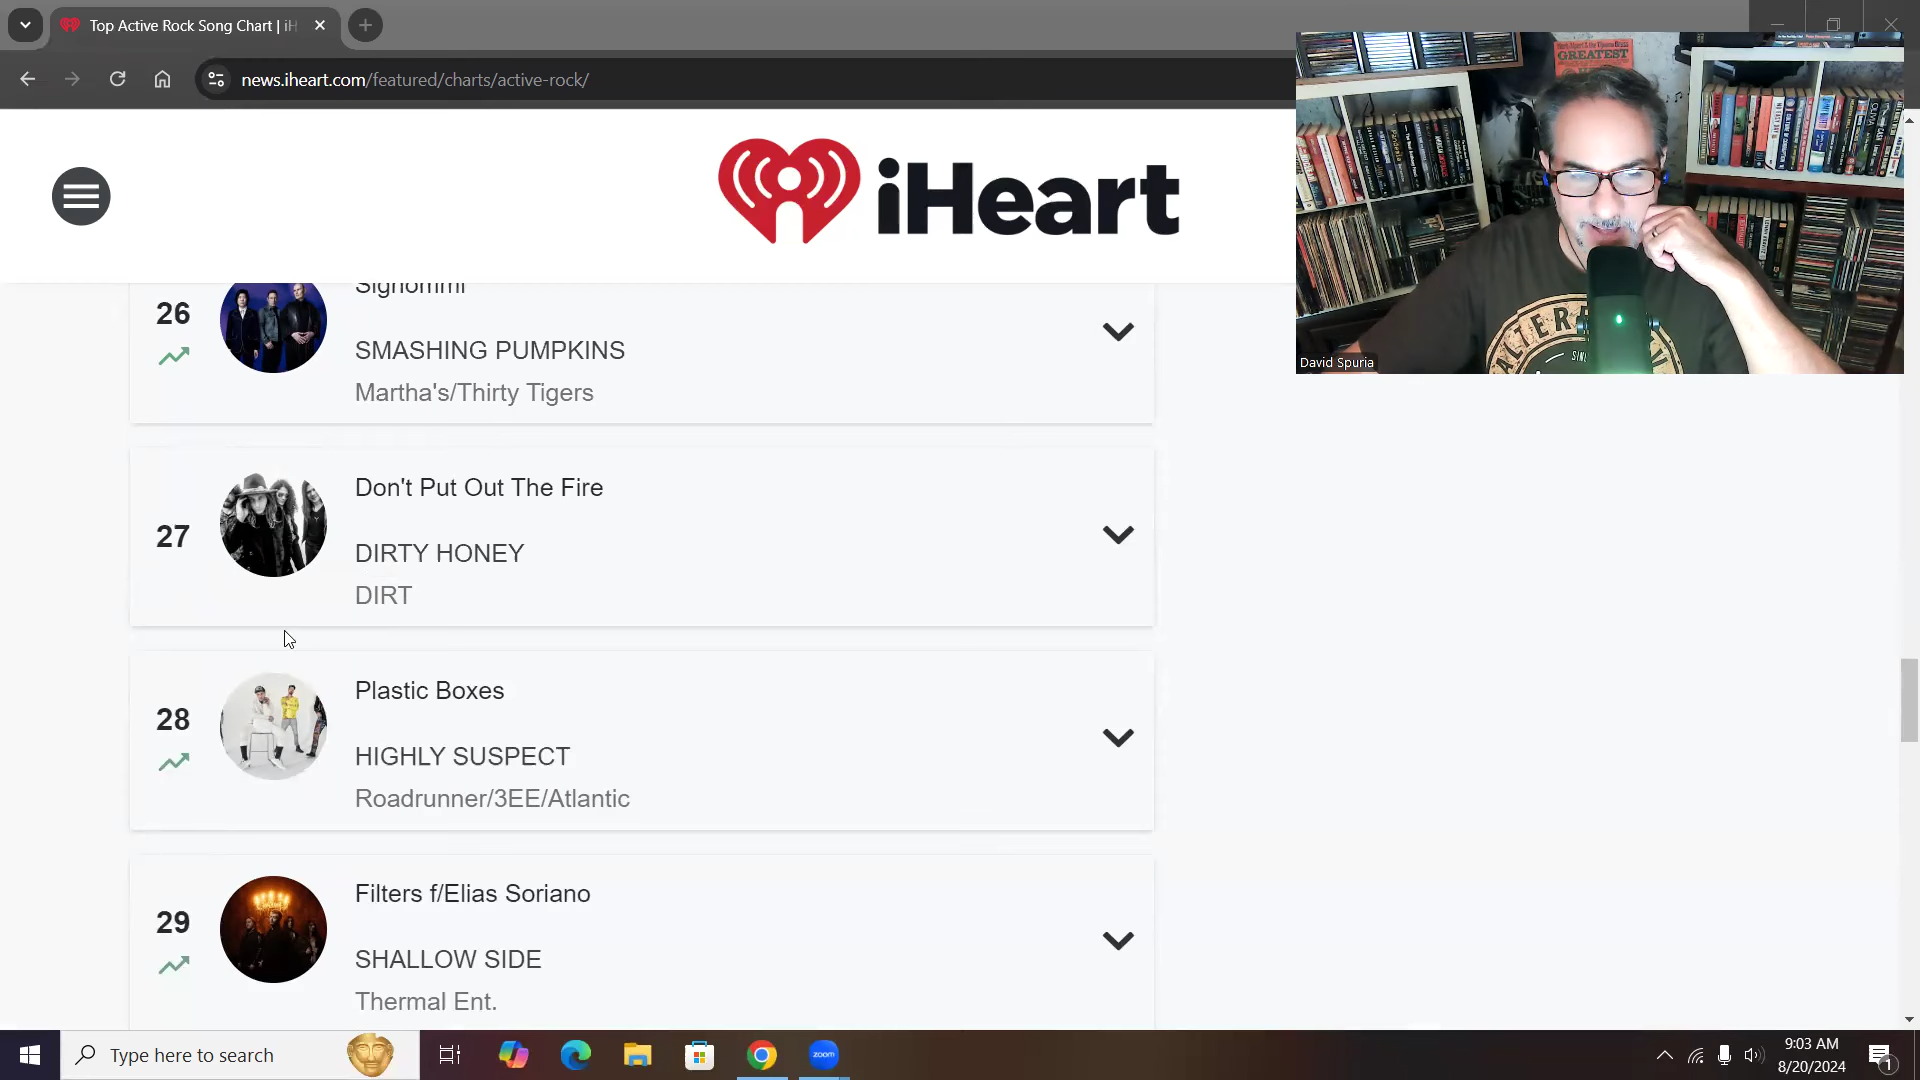 Top Active Rock Song Chart | iH
news.iheart.com/featured/charts/active-rock/
iHeart
GREATEST
David Spuria
26
Sighommi
SMASHING PUMPKINS
Martha's/Thirty Tigers
27
Don't Put Out The Fire
DIRTY HONEY
DIRT
28
Plastic Boxes
HIGHLY SUSPECT
Roadrunner/3EE/Atlantic
29
Filters f/Elias Soriano
SHALLOW SIDE
Thermal Ent.
Type here to search
zoom
9:03 AM
8/20/2024
1